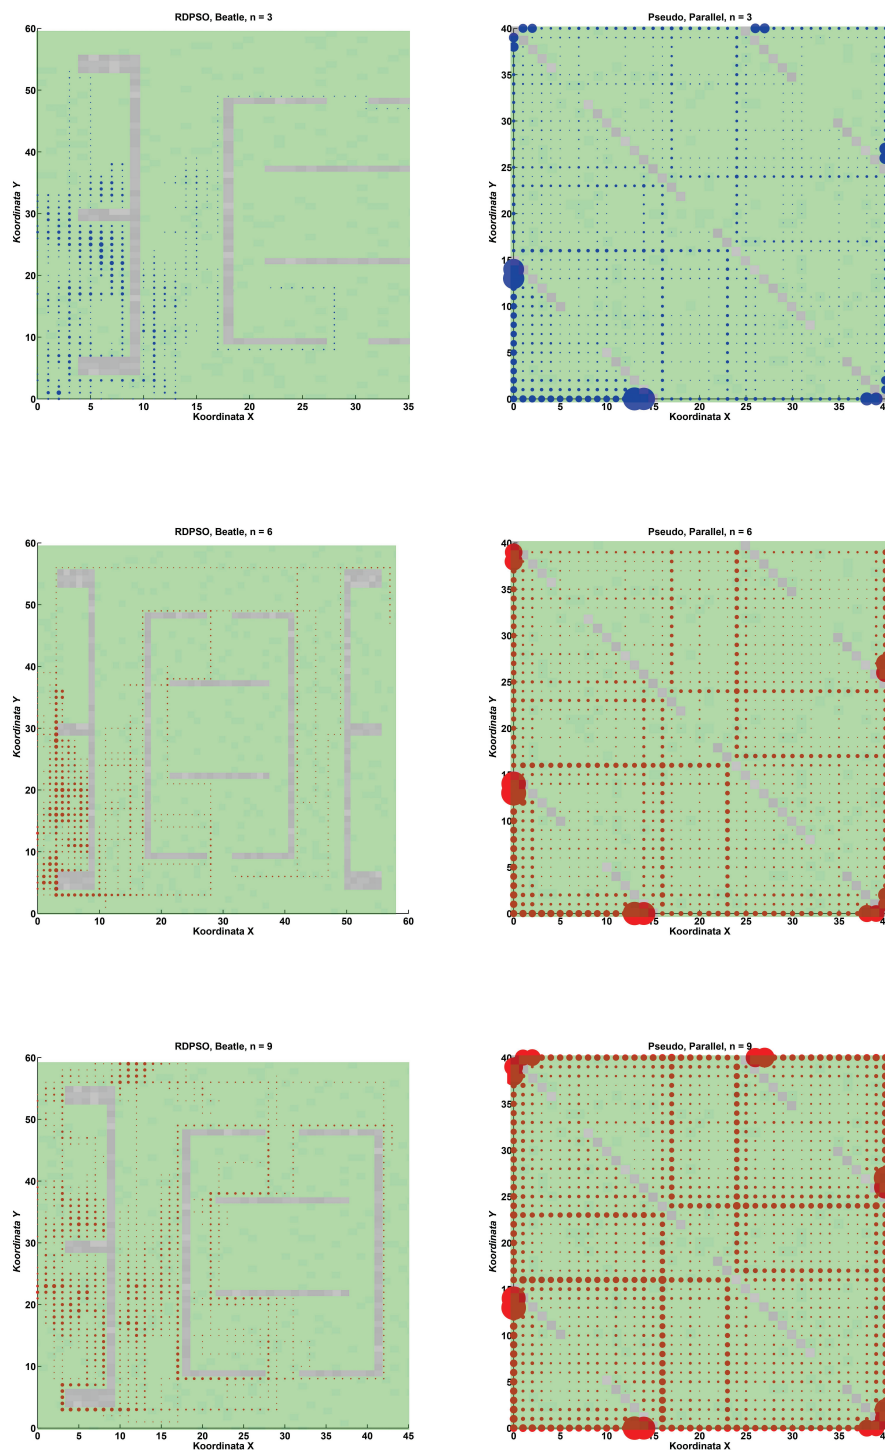 RDPSO, Beatle, n = 3
60
50
40
30
20
10
0
Koordinata Y
0 5 10 15 20 25 30 35
Koordinata X
Pseudo, Parallel, n = 3
40
35
30
25
20
15
10
5
0
Koordinata Y
0 5 10 15 20 25 30 35
Koordinata X
RDPSO, Beatle, n = 6
60
50
40
30
20
10
0
Koordinata Y
0 10 20 30 40 50 60
Koordinata X
Pseudo, Parallel, n = 6
40
35
30
25
20
15
10
5
0
Koordinata Y
0 5 10 15 20 25 30 35
Koordinata X
RDPSO, Beatle, n = 9
60
50
40
30
20
10
0
Koordinata Y
0 5 10 15 20 25 30 35 40 45
Koordinata X
Pseudo, Parallel, n = 9
40
35
30
25
20
15
10
5
0
Koordinata Y
0 5 10 15 20 25 30 35
Koordinata X